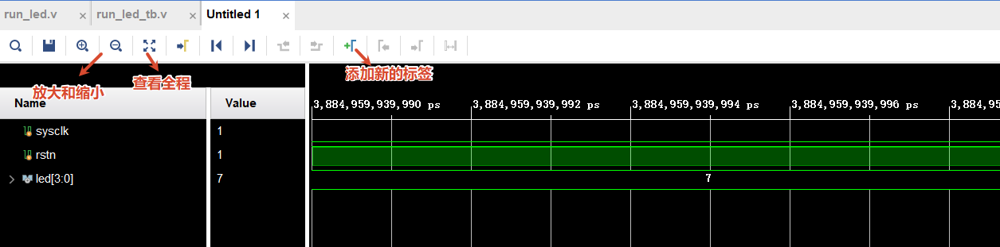 run_led.v
run_led_tb.v
Untitled 1
放大和缩小
查看全程
添加新的标签
Name
Value
3,884,959,939,990 ps
3,884,959,939,992 ps
3,884,959,939,994 ps
3,884,959,939,996 ps
3,884,95
sysclk
1
rstn
1
led[3:0]
7
7